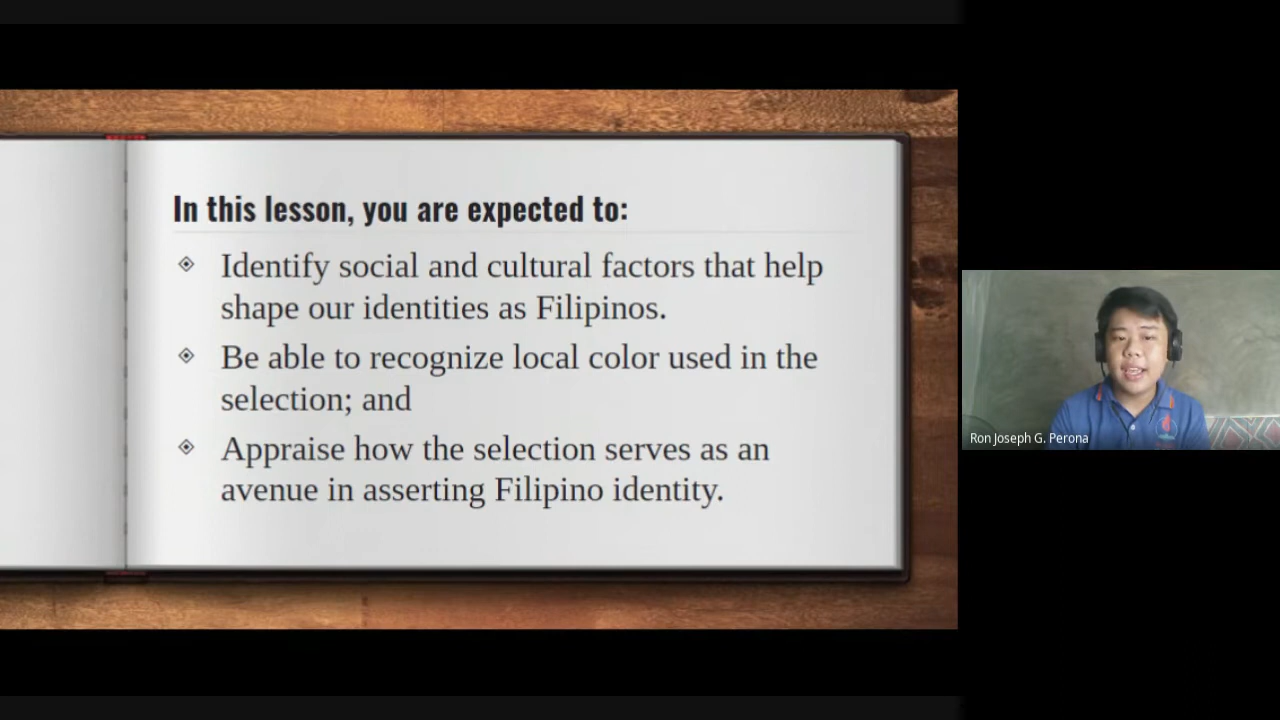 In this lesson, you are expected to:
Identify social and cultural factors that help
shape our identities as Filipinos.
Be able to recognize local color used in the
selection; and
Appraise how the selection serves as an
avenue in asserting Filipino identity.
Ron Joseph G. Perona